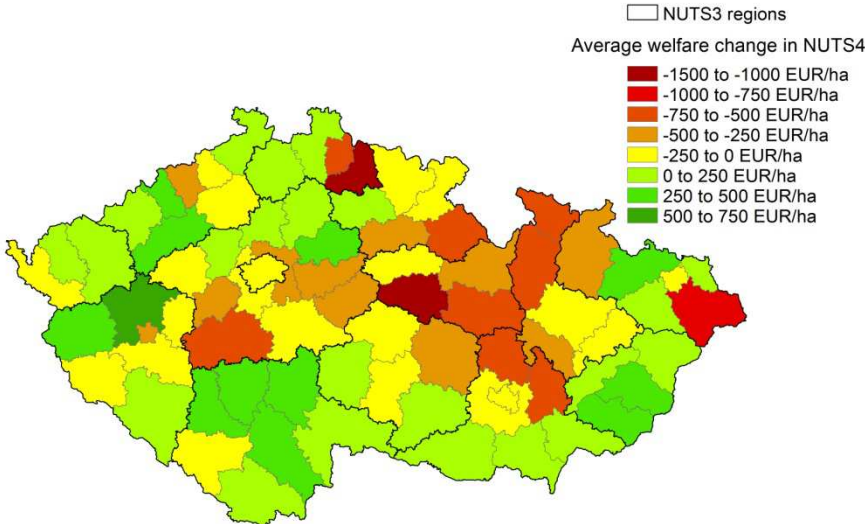 NUTS3 regions
Average welfare change in NUTS4
-1500 to -1000 EUR/ha
-1000 to -750 EUR/ha
-750 to -500 EUR/ha
-500 to -250 EUR/ha
-250 to 0 EUR/ha
0 to 250 EUR/ha
250 to 500 EUR/ha
500 to 750 EUR/ha